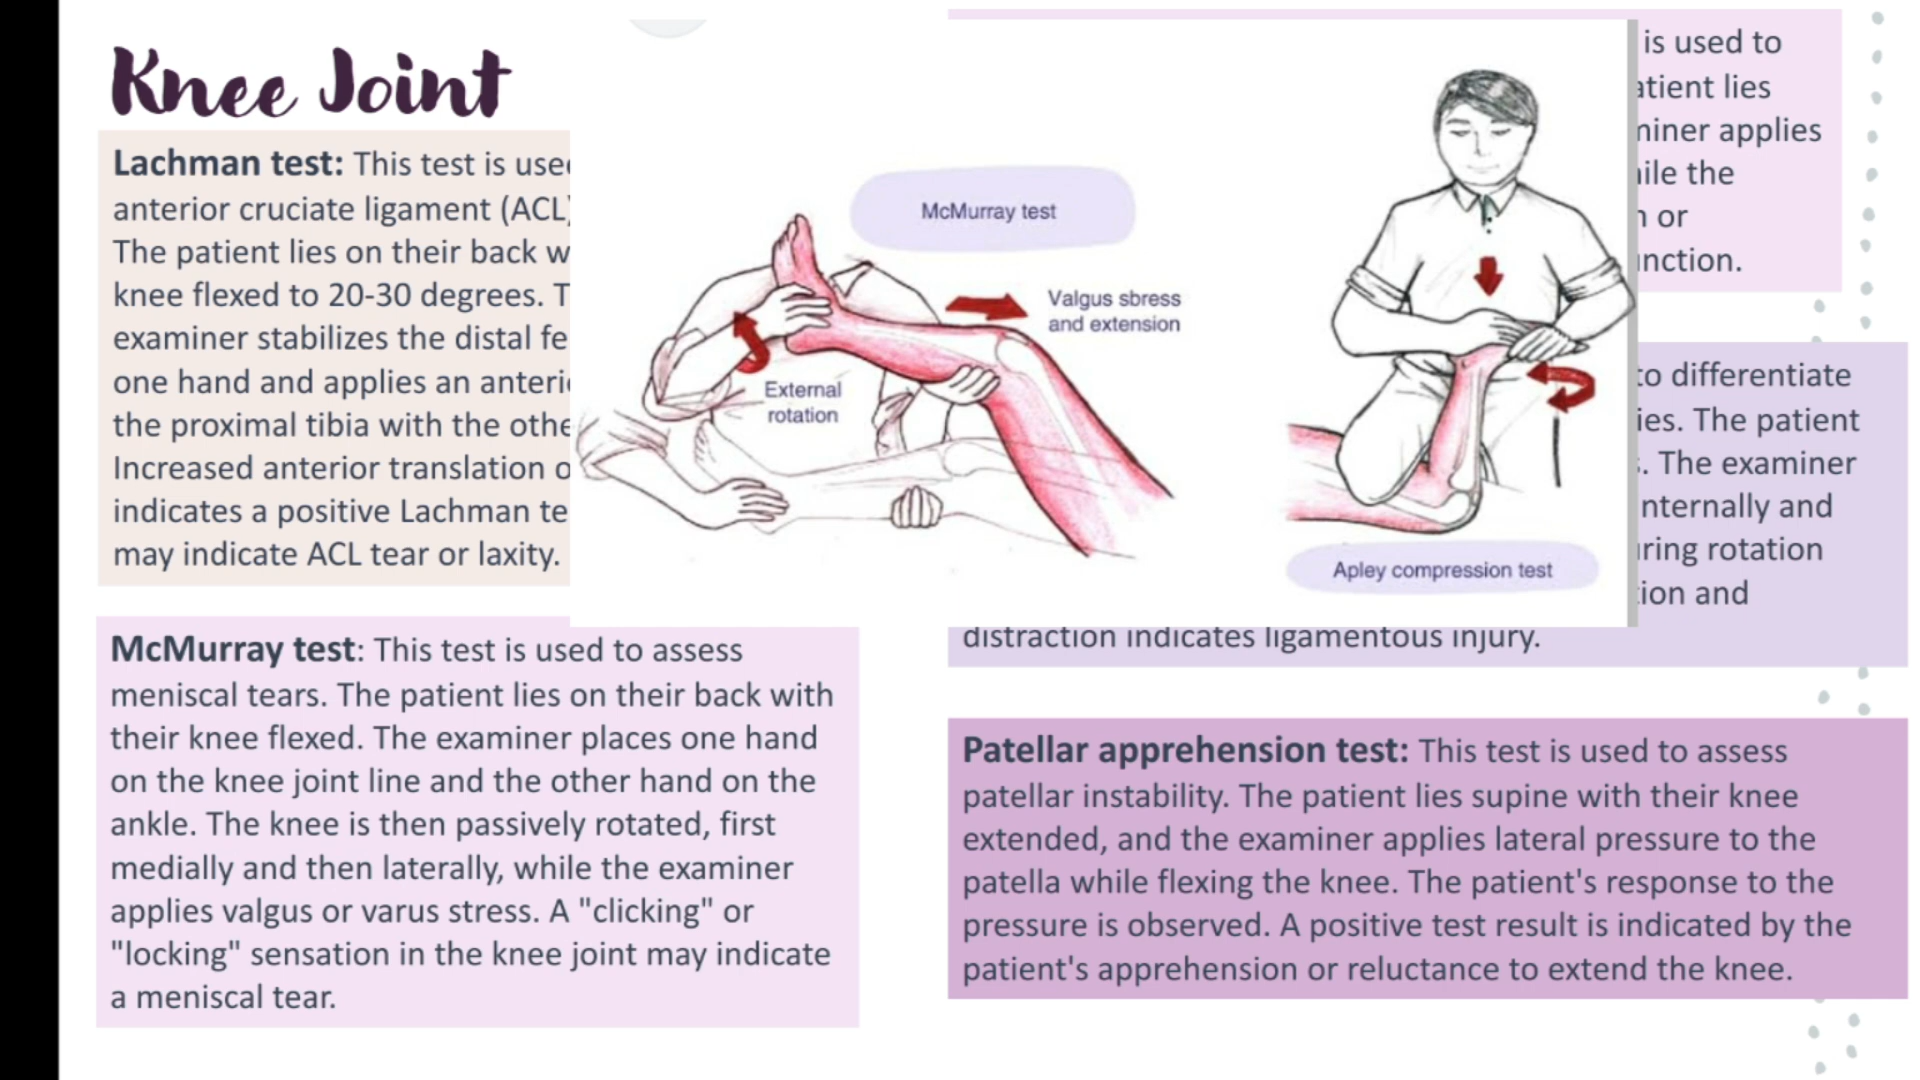 Knee Joint
Lachman test: This test is used
anterior cruciate ligament (ACL)
The patient lies on their back w
knee flexed to 20-30 degrees. T
examiner stabilizes the distal fe
one hand and applies an anteri
the proximal tibia with the othe
Increased anterior translation o
indicates a positive Lachman te
may indicate ACL tear or laxity.
McMurray test: This test is used to assess
meniscal tears. The patient lies on their back with
their knee flexed. The examiner places one hand
on the knee joint line and the other hand on the
ankle. The knee is then passively rotated, first
medially and then laterally, while the examiner
applies valgus or varus stress. A "clicking" or
"locking" sensation in the knee joint may indicate
a meniscal tear.
McMurray test
Valgus sbress
and extension
External
rotation
Apley compression test
is used to
atient lies
miner applies
ile the
n or
nction.
to differentiate
ies. The patient
. The examiner
nternally and
uring rotation
tion and
distraction indicates ligamentous injury.
Patellar apprehension test: This test is used to assess
patellar instability. The patient lies supine with their knee
extended, and the examiner applies lateral pressure to the
patella while flexing the knee. The patient's response to the
pressure is observed. A positive test result is indicated by the
patient's apprehension or reluctance to extend the knee.